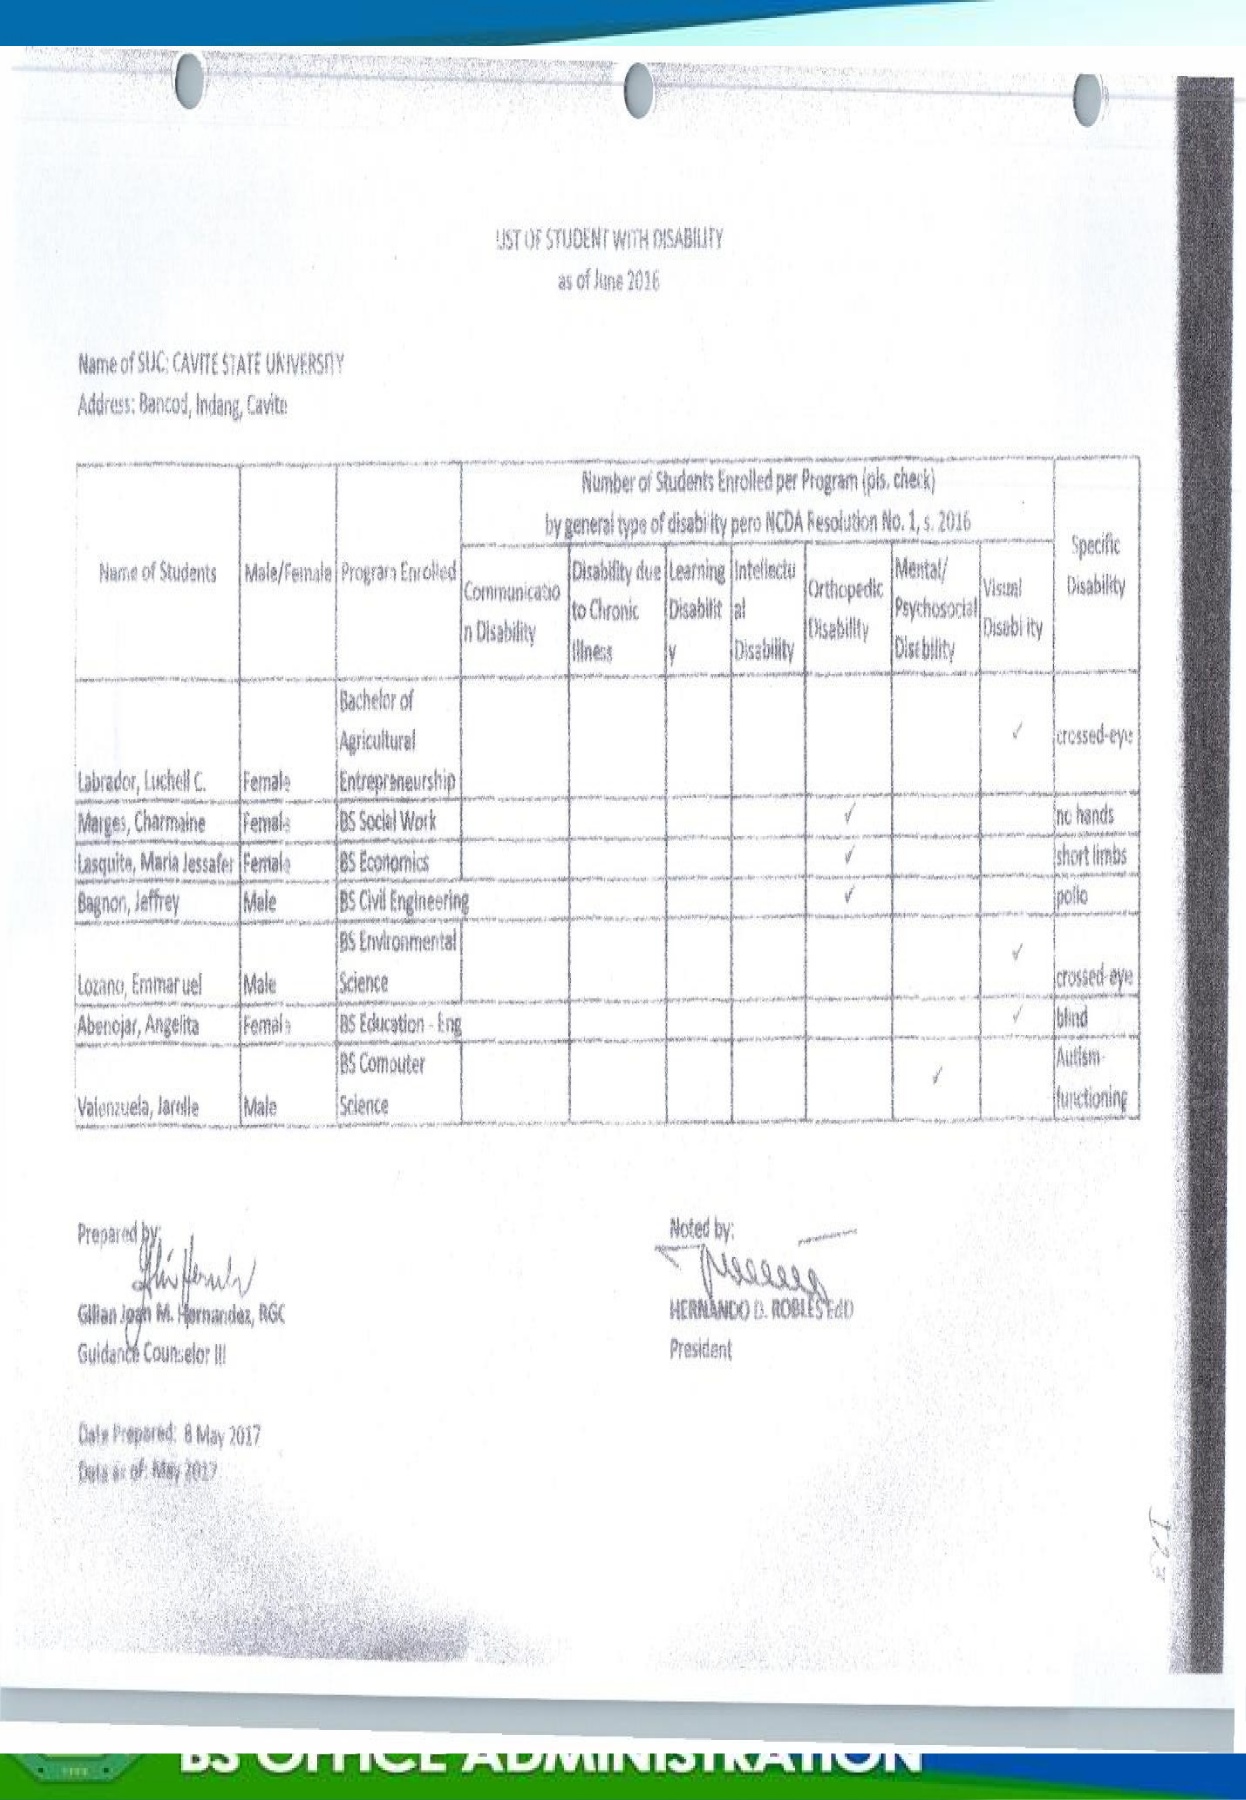 LIST OF STUDENT WITH DISABILITY
as of June 2016
Name of SUC: CAVITE STATE UNIVERSITY
Address: Bancod, Indang, Cavite
Name of Students
Male/Female
Program Enrolled
Number of Students Enrolled per Program (pls. check)
by general type of disability pero NCDA Resolution No. 1, s. 2016
Specific
Disability
Communicatio
n Disability
Disability due
to Chronic
Illness
Learning
Disabilit
y
Intellectu
al
Disability
Orthopedic
Disability
Mental/
Psychosocial
Disability
Visual
Disability
Labrador, Luchell C. Female Bachelor of
Agricultural
Entrepreneurship ✓ crossed-eye
Marges, Charmaine Female BS Social Work ✓ no hands
Lasquite, Maria Jessafer Female BS Economics ✓ short limbs
Bagnon, Jeffrey Male BS Civil Engineering ✓ polio
Lozano, Emmanuel Male BS Environmental
Science ✓ crossed-eye
Abenojar, Angelita Female BS Education - Eng ✓ blind
Valenzuela, Male BS Computer
Science ✓ Autism-
functioning
Prepared by:
Gillian Joan M. Hernandez, RGC
Guidance Counselor III
Noted by:
HERNANDO D. ROBLES EdD
President
Date Prepared: 8 May 2017
Data as of: May 2017
BS OFFICE ADMINISTRATION